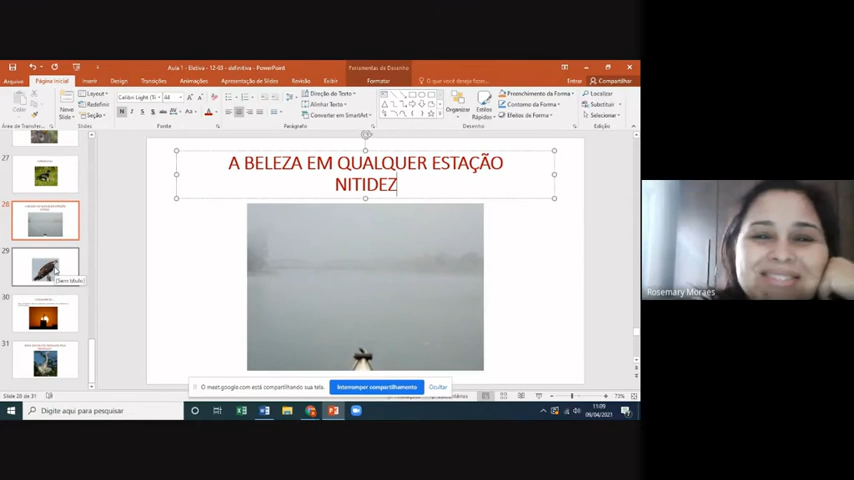 Aula 1 - Eletiva - 12-03 - definitiva - PowerPoint
Ferramentas de Desenho
Arquivo Página Inicial Inserir Design Transições Animações Apresentação de Slides Revisão Exibir Formatar O que você deseja fazer... Entrar Compartilhar
Colar
Novo Slide
Layout
Redefinir
Seção
Calibri Light (Tí 44
N I S
Direção do Texto
Alinhar Texto
Converter em SmartArt
Organizar
Estilos Rápidos
Preenchimento da Forma
Contorno da Forma
Efeitos de Forma
Localizar
Substituir
Selecionar
Área de Transfer...
Slides
Fonte
Parágrafo
Desenho
Edição
27
28
29
[Sem título]
30
31
A BELEZA EM QUALQUER ESTAÇÃO
NITIDEZ
Rosemary Moraes
O meet.google.com está compartilhando sua tela.
Interromper compartilhamento
Ocultar
Slide 28 de 31
73%
Digite aqui para pesquisar
11:09
09/04/2021